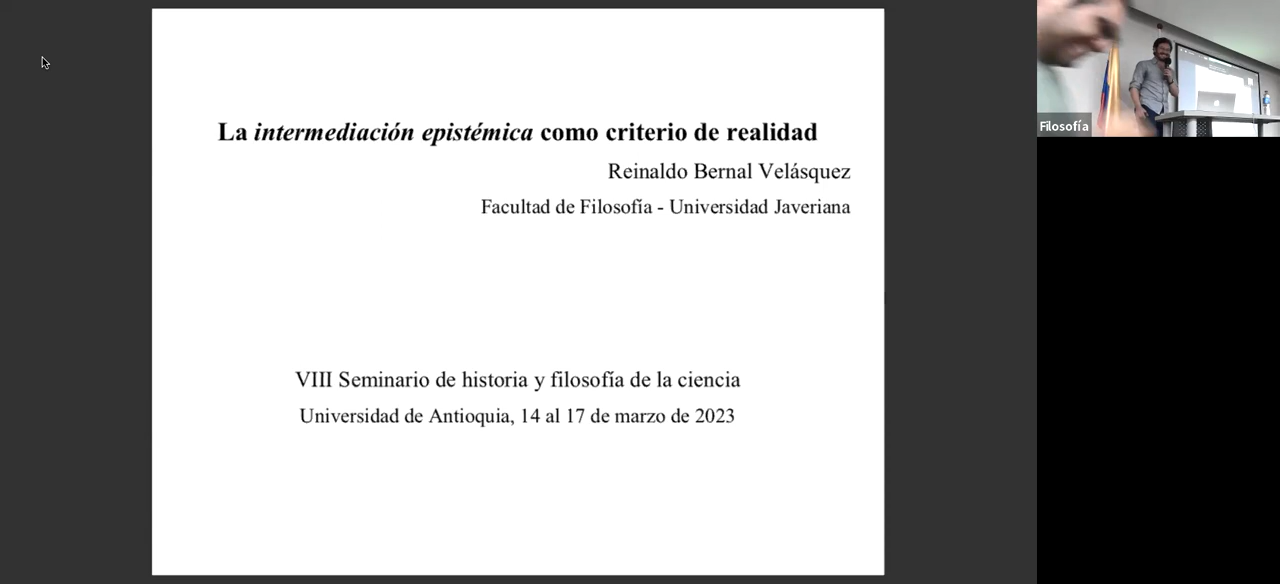 La intermediación epistémica como criterio de realidad
Reinaldo Bernal Velásquez
Facultad de Filosofía - Universidad Javeriana
VIII Seminario de historia y filosofía de la ciencia
Universidad de Antioquia, 14 al 17 de marzo de 2023
Filosofía